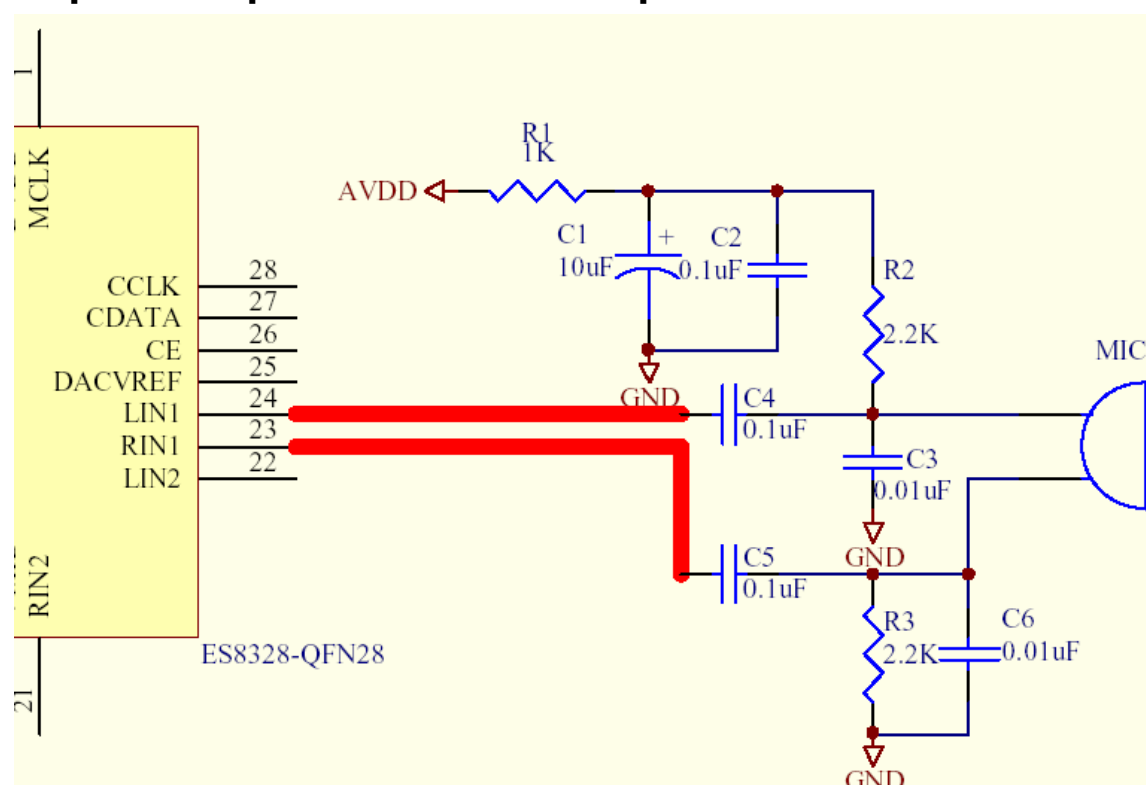 1
MCLK
R1
1K
AVDD
C1
10uF
+
C2
0.1uF
R2
2.2K
MIC
CCLK 28
CDATA 27
CE 26
DACVREF 25
LIN1 24
RIN1 23
LIN2 22
GND
C4
0.1uF
C3
0.01uF
GND
C5
0.1uF
RIN2
R3
2.2K
C6
0.01uF
ES8328-QFN28
21
GND